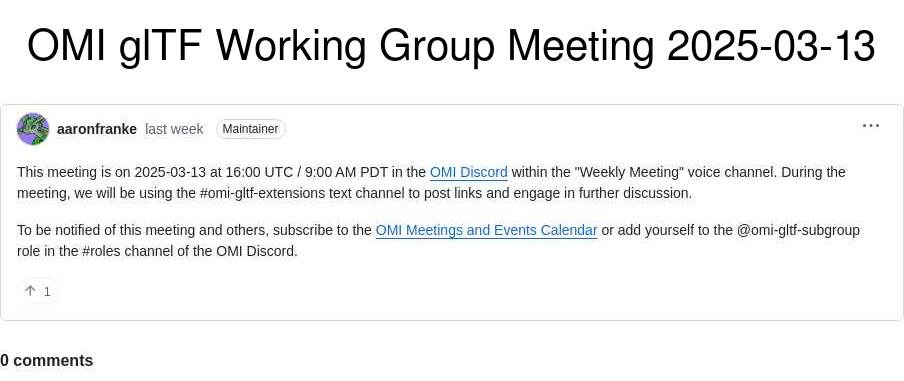 OMI glTF Working Group Meeting 2025-03-13
aaronfranke last week Maintainer
This meeting is on 2025-03-13 at 16:00 UTC / 9:00 AM PDT in the OMI Discord within the "Weekly Meeting" voice channel. During the
meeting, we will be using the #omi-gltf-extensions text channel to post links and engage in further discussion.
To be notified of this meeting and others, subscribe to the OMI Meetings and Events Calendar or add yourself to the @omi-gltf-subgroup
role in the #roles channel of the OMI Discord.
↑ 1
0 comments